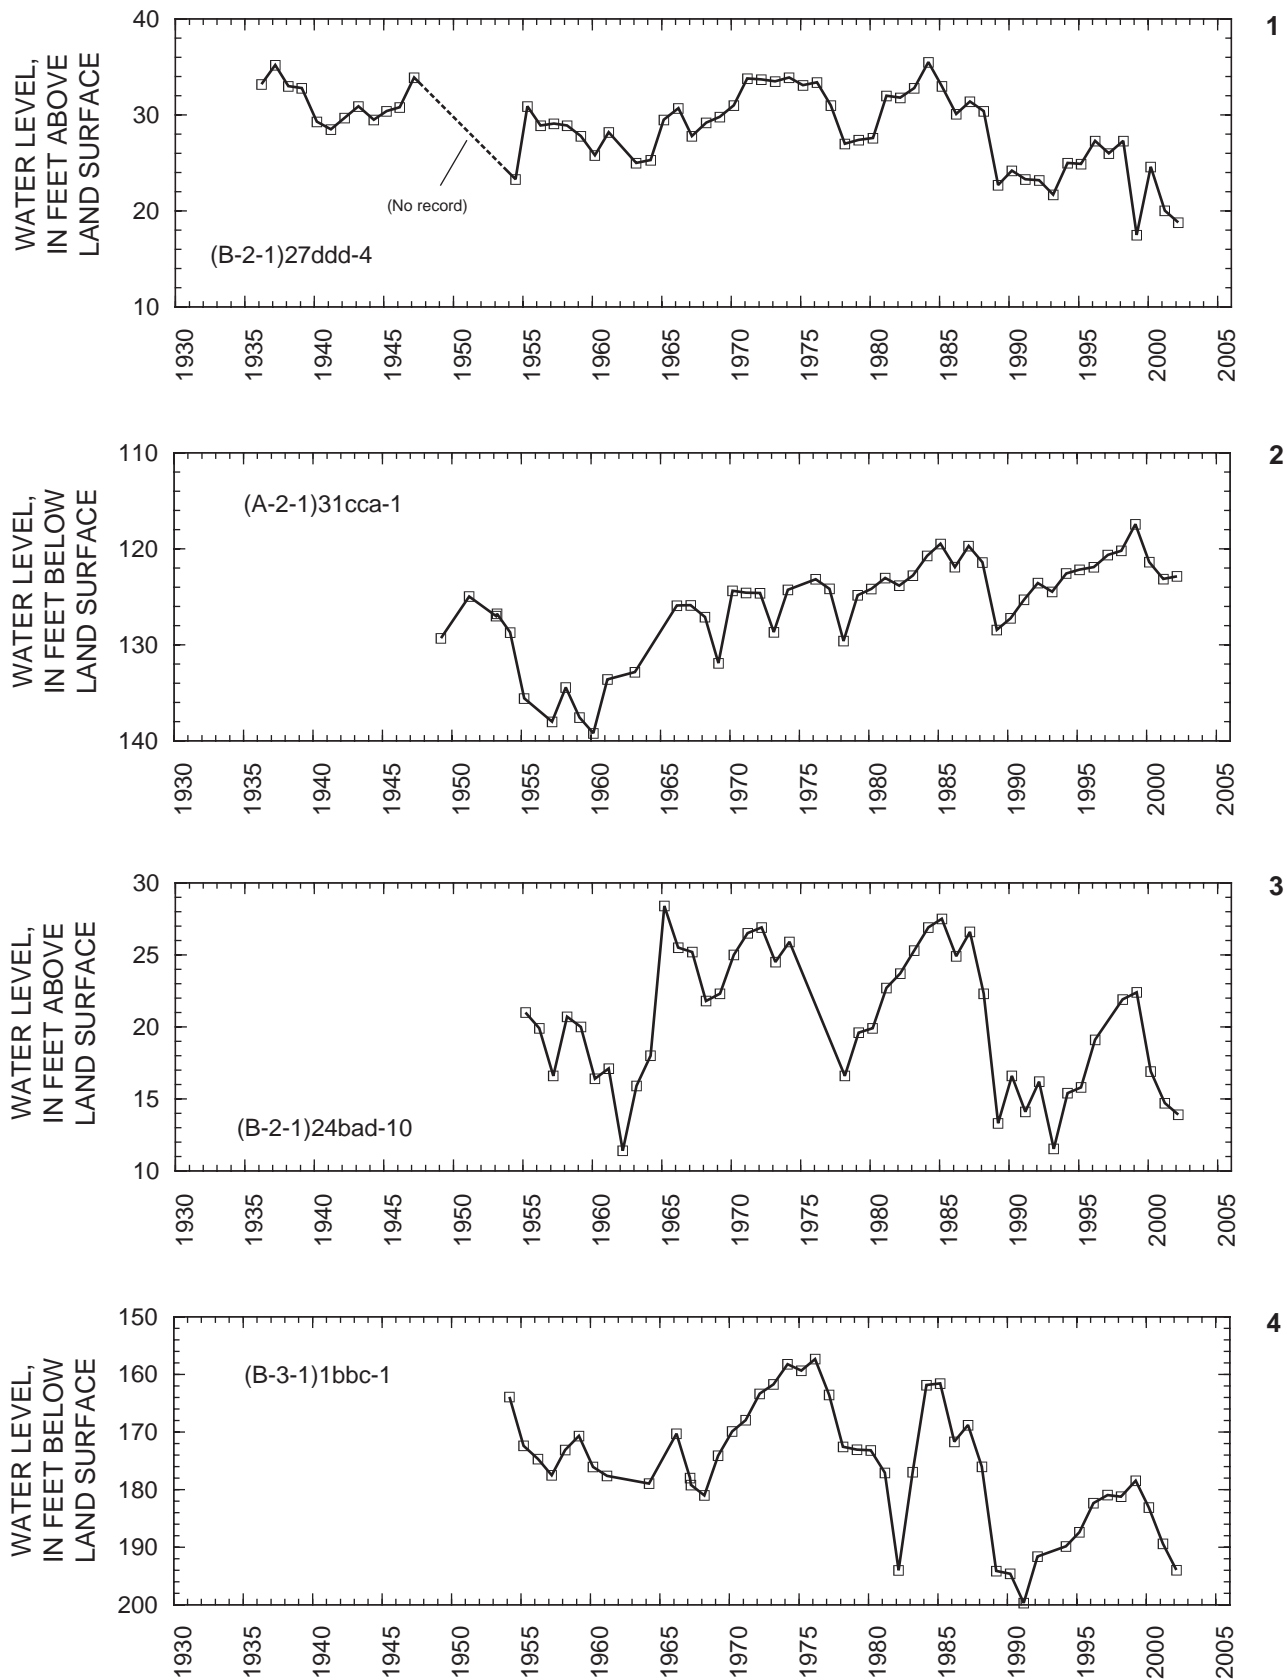 1
WATER LEVEL,
IN FEET ABOVE
LAND SURFACE
40
30
20
10
(No record)
(B-2-1)27ddd-4
1930 1935 1940 1945 1950 1955 1960 1965 1970 1975 1980 1985 1990 1995 2000 2005
2
WATER LEVEL,
IN FEET BELOW
LAND SURFACE
110
120
130
140
(A-2-1)31cca-1
1930 1935 1940 1945 1950 1955 1960 1965 1970 1975 1980 1985 1990 1995 2000 2005
3
WATER LEVEL,
IN FEET ABOVE
LAND SURFACE
30
25
20
15
10
(B-2-1)24bad-10
1930 1935 1940 1945 1950 1955 1960 1965 1970 1975 1980 1985 1990 1995 2000 2005
4
WATER LEVEL,
IN FEET BELOW
LAND SURFACE
150
160
170
180
190
200
(B-3-1)1bbc-1
1930 1935 1940 1945 1950 1955 1960 1965 1970 1975 1980 1985 1990 1995 2000 2005